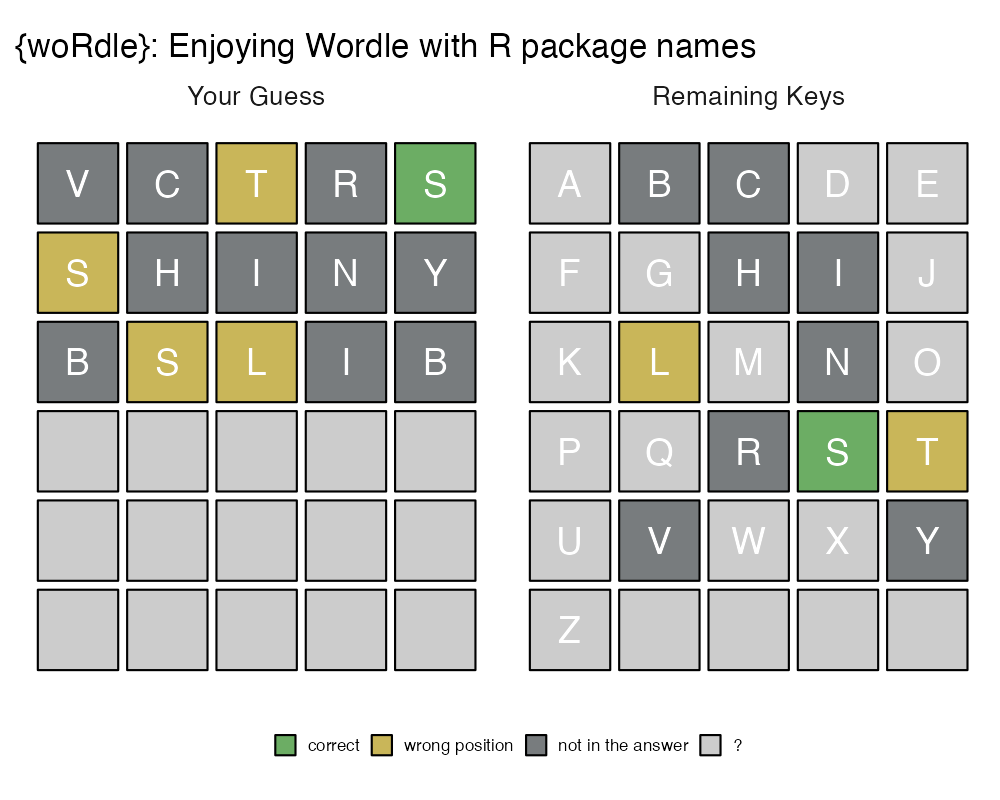 {woRdle}: Enjoying Wordle with R package names
Your Guess
Remaining Keys
V C T R S
A B C D E
S H I N Y
F G H I J
B S L I B
K L M N O
P Q R S T
U V W X Y
Z
correct
wrong position
not in the answer
?